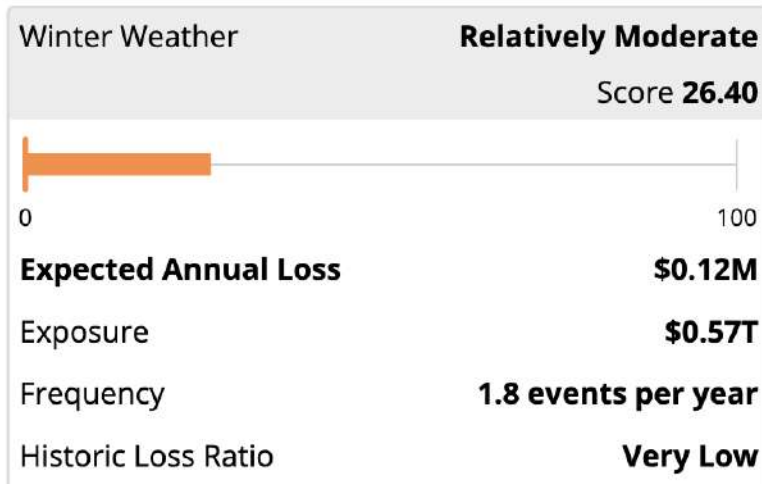 Winter Weather Relatively Moderate
Score 26.40
0 100
Expected Annual Loss $0.12M
Exposure $0.57T
Frequency 1.8 events per year
Historic Loss Ratio Very Low